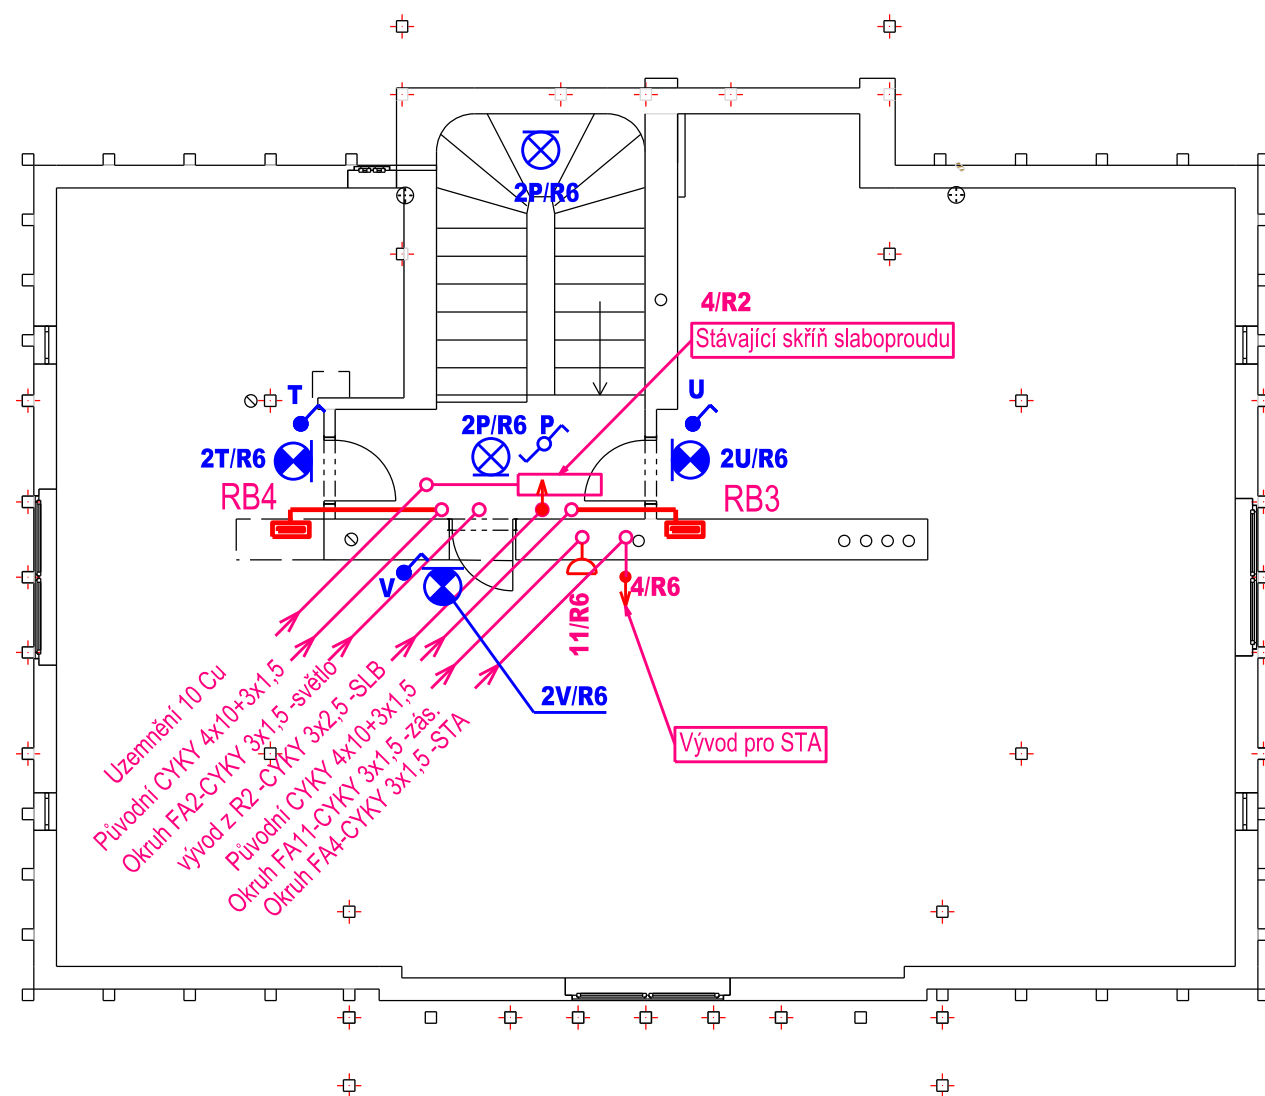 2P/R6
4/R2
Stávající skříň slaboproudu
T
U
2P/R6
P
2T/R6
2U/R6
RB4
RB3
V
11/R6
4/R6
2V/R6
Vývod pro STA
Uzemnění 10 Cu
Původní CYKY 4x10+3x1,5
Okruh FA2-CYKY 3x1,5 -světlo
vývod z R2 -CYKY 3x2,5 -SLB
Původní CYKY 4x10+3x1,5
Okruh FA11-CYKY 3x1,5 -zás.
Okruh FA4-CYKY 3x1,5 -STA